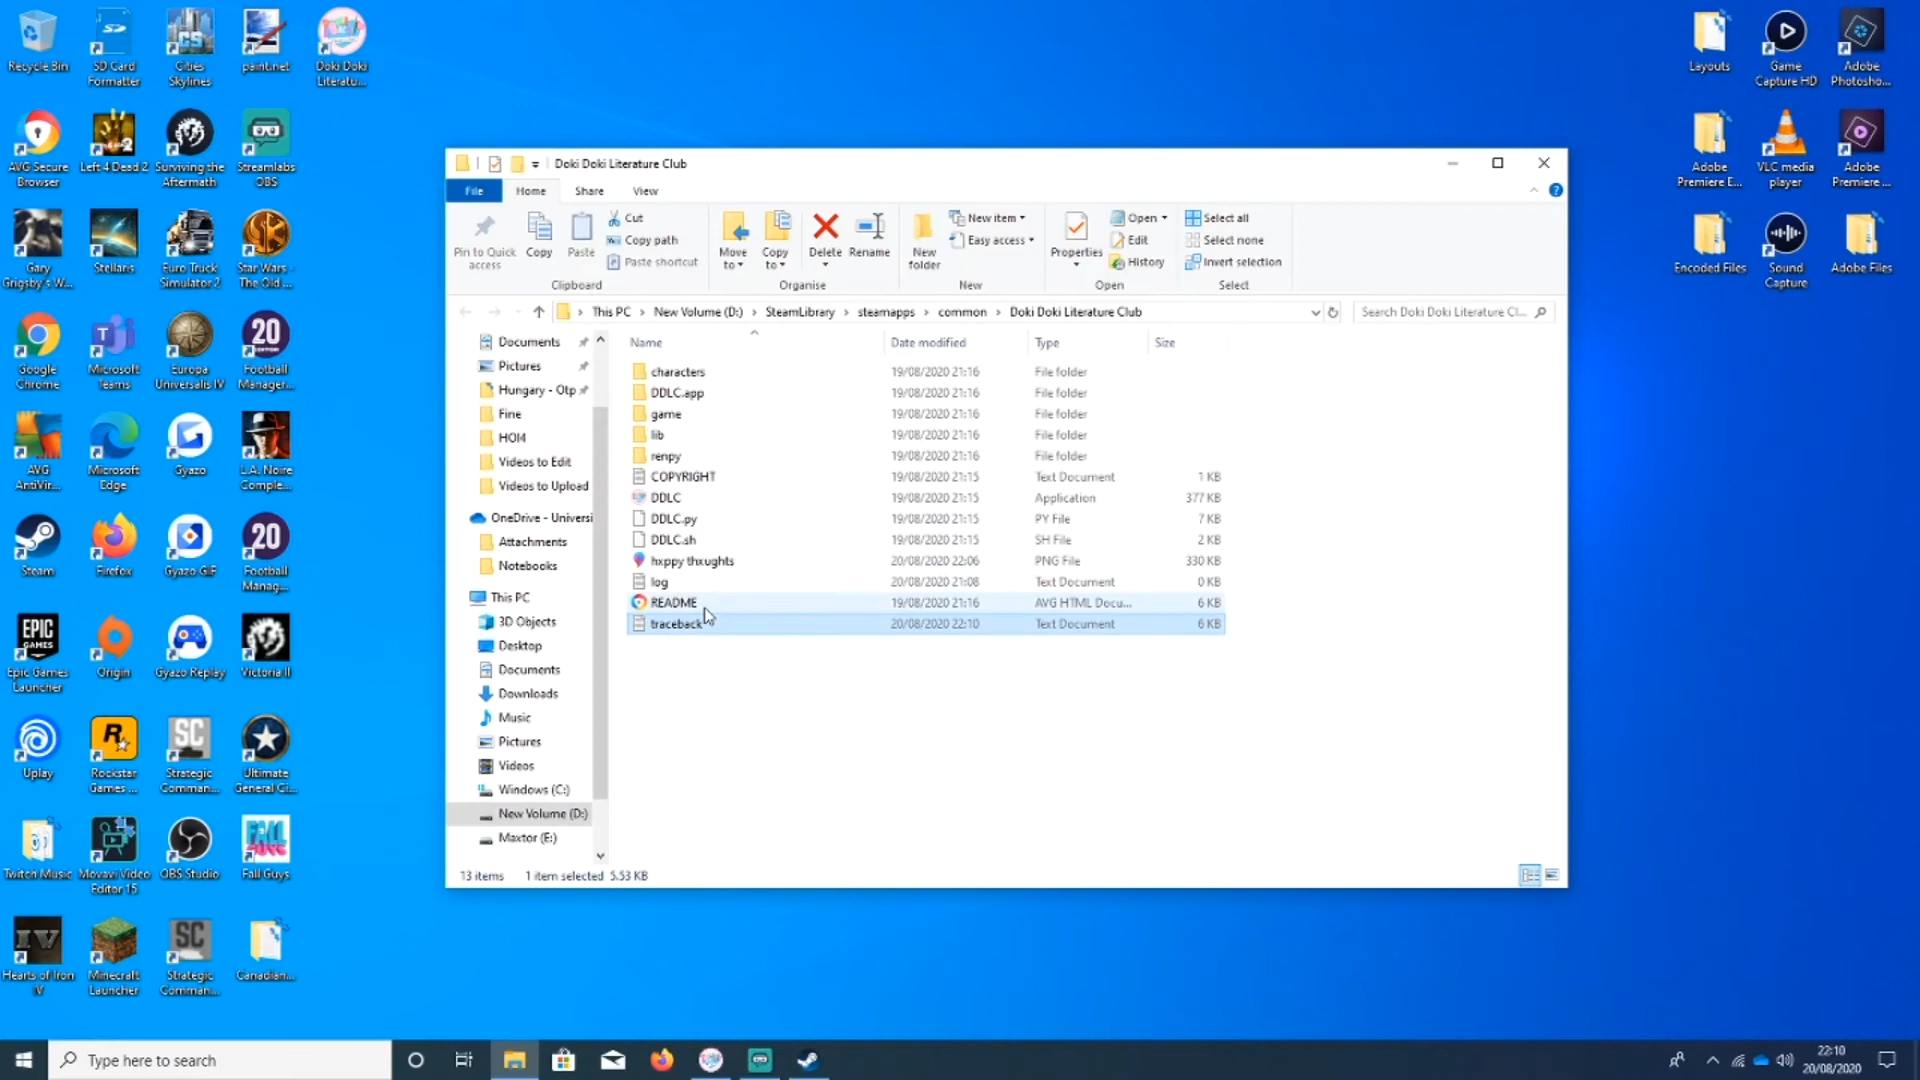 Recycle Bin
SD Card
Formatter
Cities
Skylines
paint.net
Doki Doki
Literatu...
AVG Secure
Browser
Left 4 Dead 2
Surviving the
Aftermath
Streamlabs
OBS
Gary
Grigsby's W...
Stellaris
Euro Truck
Simulator 2
Star Wars -
The Old ...
Google
Chrome
Microsoft
Teams
Europa
Universalis IV
Football
Manager...
AVG
AntiVir...
Microsoft
Edge
Gyazo
L.A. Noire
Comple...
Steam
Firefox
Gyazo GIF
Football
Manag...
Epic Games
Launcher
Origin
Gyazo Replay
Victoria II
Uplay
Rockstar
Games ...
Strategic
Comman...
Ultimate
General Ci...
Twitch Music
Movavi Video
Editor 15
OBS Studio
Fall Guys
Hearts of Iron
IV
Minecraft
Launcher
Strategic
Comman...
Canadian...
Layouts
Game
Capture HD
Adobe
Photosho...
Adobe
Premiere E...
VLC media
player
Adobe
Premiere ...
Encoded Files
Sound
Capture
Adobe Files
Doki Doki Literature Club
File Home Share View
Pin to Quick
access
Copy
Paste
Cut
Copy path
Paste shortcut
Clipboard
Move
to
Copy
to
Delete
Rename
Organise
New
folder
New item
Easy access
New
Properties
Open
Edit
History
Open
Select all
Select none
Invert selection
Select
This PC > New Volume (D:) > SteamLibrary > steamapps > common > Doki Doki Literature Club
Search Doki Doki Literature Cl...
Documents
Pictures
Hungary - Otp
Fine
HOI4
Videos to Edit
Videos to Upload
OneDrive - Universi
Attachments
Notebooks
This PC
3D Objects
Desktop
Documents
Downloads
Music
Pictures
Videos
Windows (C:)
New Volume (D:)
Maxtor (E:)
Name Date modified Type Size
characters 19/08/2020 21:16 File folder
DDLC.app 19/08/2020 21:16 File folder
game 19/08/2020 21:16 File folder
lib 19/08/2020 21:16 File folder
renpy 19/08/2020 21:16 File folder
COPYRIGHT 19/08/2020 21:15 Text Document 1 KB
DDLC 19/08/2020 21:15 Application 377 KB
DDLC.py 19/08/2020 21:15 PY File 7 KB
DDLC.sh 19/08/2020 21:15 SH File 2 KB
hxppy thxughts 20/08/2020 22:06 PNG File 330 KB
log 20/08/2020 21:08 Text Document 0 KB
README 19/08/2020 21:16 AVG HTML Docu... 6 KB
traceback 20/08/2020 22:10 Text Document 6 KB
13 items 1 item selected 5.53 KB
Type here to search
22:10
20/08/2020